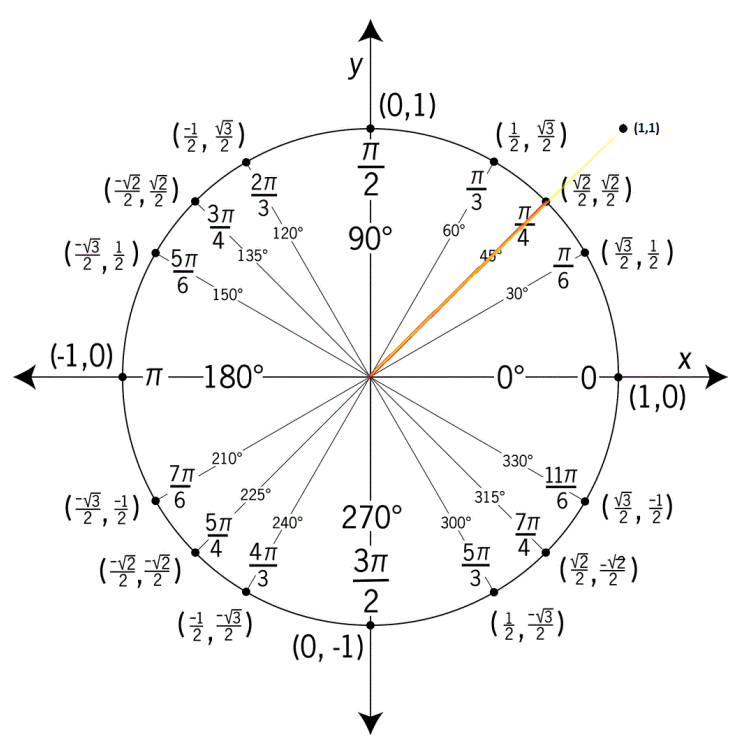 y
(0,1)
(-1/2, √3/2)
(1/2, √3/2)
(1,1)
π/2
2π/3
π/3
(-√2/2, √2/2)
(√2/2, √2/2)
3π/4
π/4
120°
90°
60°
135°
45°
(-√3/2, 1/2)
(√3/2, 1/2)
5π/6
π/6
150°
30°
(-1,0)
x
π
180°
0°
0
(1,0)
210°
330°
7π/6
11π/6
225°
315°
(-√3/2, -1/2)
(√3/2, -1/2)
240°
270°
300°
5π/4
7π/4
4π/3
3π/2
5π/3
(-√2/2, -√2/2)
(√2/2, -√2/2)
(-1/2, -√3/2)
(1/2, -√3/2)
(0, -1)